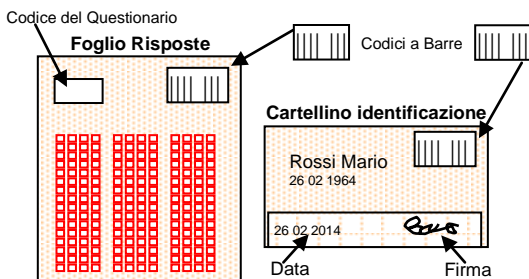 Codice del Questionario
Foglio Risposte
Codici a Barre
Cartellino identificazione
Rossi Mario
26 02 1964
26 02 2014
Data
Firma